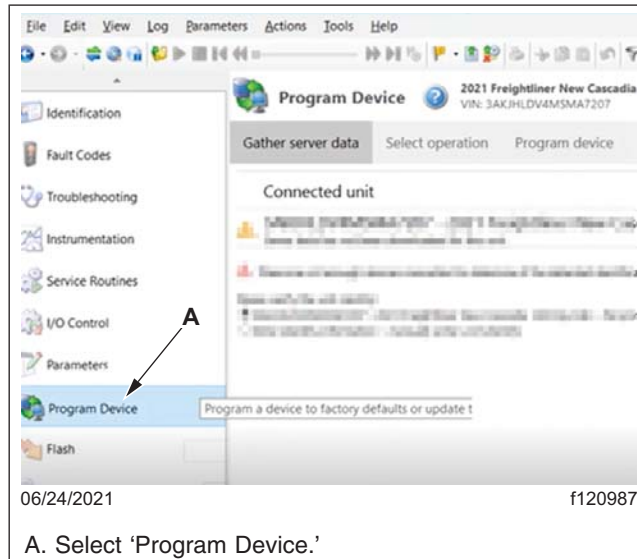 File Edit View Log Parameters Actions Tools Help
Program Device
2021 Freightliner New Cascadia
VIN: 3AKJHLDV4MSMA7207
Identification
Gather server data Select operation Program device
Fault Codes
Connected unit
Troubleshooting
Instrumentation
Service Routines
I/O Control
A
Parameters
Program Device
Program a device to factory defaults or update t
Flash
06/24/2021 f120987
A. Select ‘Program Device.’